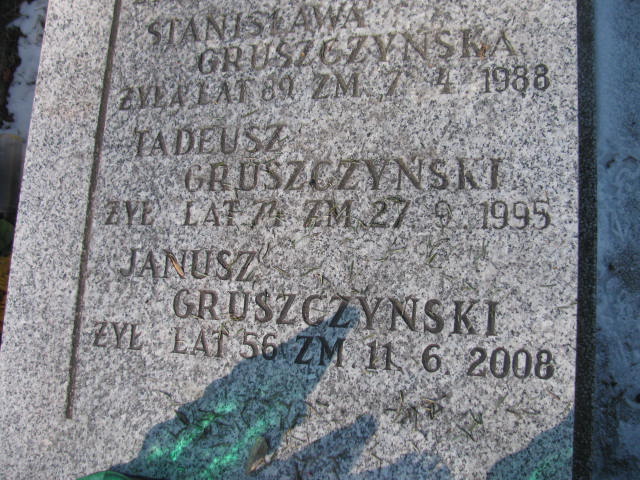 STANISŁAWA
GRUSZCZYŃSKA
ŻYŁA LAT 89 ZM. 7. 4 1988
TADEUSZ
GRUSZCZYŃSKI
ŻYŁ LAT 74 ZM. 27. 9. 1995
JANUSZ
GRUSZCZYŃSKI
ŻYŁ LAT 56 ZM. 11. 6 2008